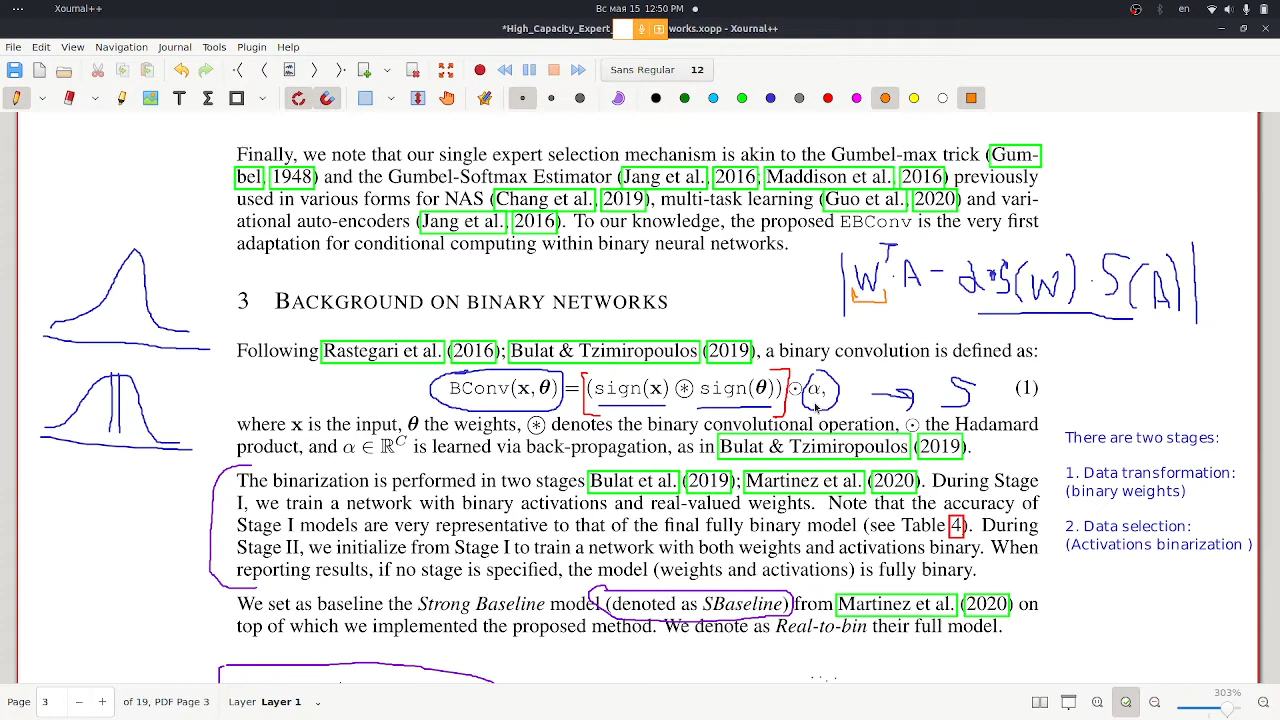 Xournal++
Вс мая 15 12:50 PM
en
*High_Capacity_Expert_ works.xopp - Xournal++
File Edit View Navigation Journal Tools Plugin Help
Sans Regular 12
Finally, we note that our single expert selection mechanism is akin to the Gumbel-max trick (Gum-
bel, 1948) and the Gumbel-Softmax Estimator (Jang et al., 2016; Maddison et al., 2016) previously
used in various forms for NAS (Chang et al., 2019), multi-task learning (Guo et al., 2020) and vari-
ational auto-encoders (Jang et al., 2016). To our knowledge, the proposed EBConv is the very first
adaptation for conditional computing within binary neural networks.
|W^T · A − α*S(W) · S(A)|
3 BACKGROUND ON BINARY NETWORKS
Following Rastegari et al. (2016); Bulat & Tzimiropoulos (2019), a binary convolution is defined as:
BConv(x, θ) = (sign(x) ⊛ sign(θ)) ⊙ α, → S (1)
where x is the input, θ the weights, ⊛ denotes the binary convolutional operation, ⊙ the Hadamard
product, and α ∈ ℝ^C is learned via back-propagation, as in Bulat & Tzimiropoulos (2019).
The binarization is performed in two stages Bulat et al. (2019); Martinez et al. (2020). During Stage
I, we train a network with binary activations and real-valued weights. Note that the accuracy of
Stage I models are very representative to that of the final fully binary model (see Table 4). During
Stage II, we initialize from Stage I to train a network with both weights and activations binary. When
reporting results, if no stage is specified, the model (weights and activations) is fully binary.
We set as baseline the Strong Baseline model (denoted as SBaseline) from Martinez et al. (2020) on
top of which we implemented the proposed method. We denote as Real-to-bin their full model.
There are two stages:
1. Data transformation:
(binary weights)
2. Data selection:
(Activations binarization )
Page 3 of 19, PDF Page 3 Layer Layer 1 303%